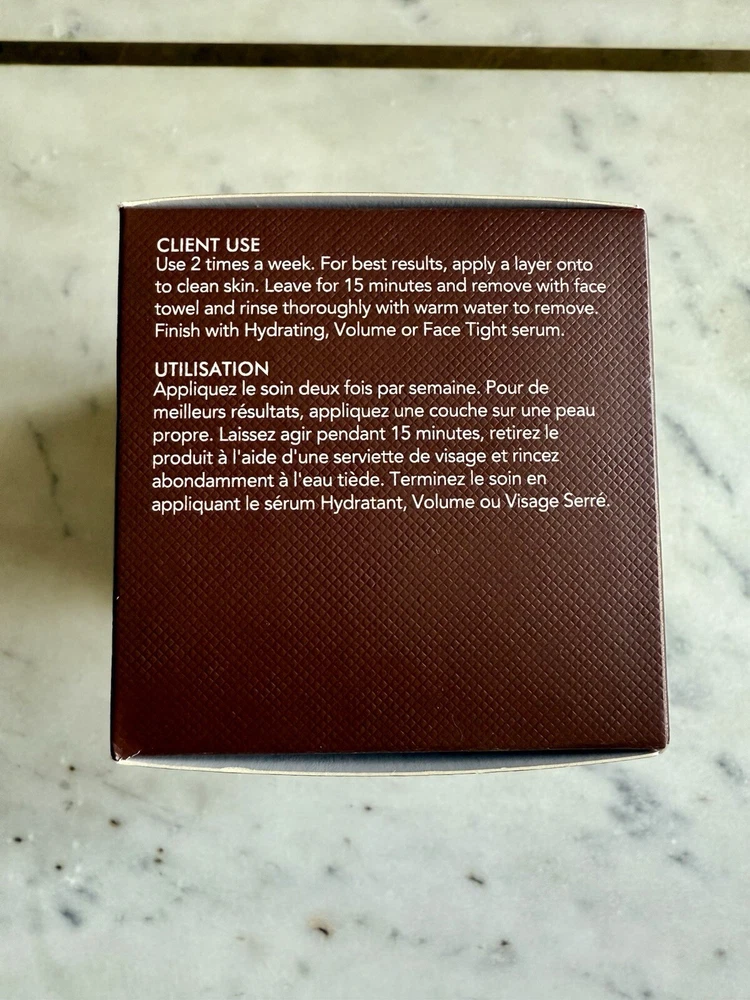 CLIENT USE
Use 2 times a week. For best results, apply a layer onto
to clean skin. Leave for 15 minutes and remove with face
towel and rinse thoroughly with warm water to remove.
Finish with Hydrating, Volume or Face Tight serum.
UTILISATION
Appliquez le soin deux fois par semaine. Pour de
meilleurs résultats, appliquez une couche sur une peau
propre. Laissez agir pendant 15 minutes, retirez le
produit à l'aide d'une serviette de visage et rincez
abondamment à l'eau tiède. Terminez le soin en
appliquant le sérum Hydratant, Volume ou Visage Serré.